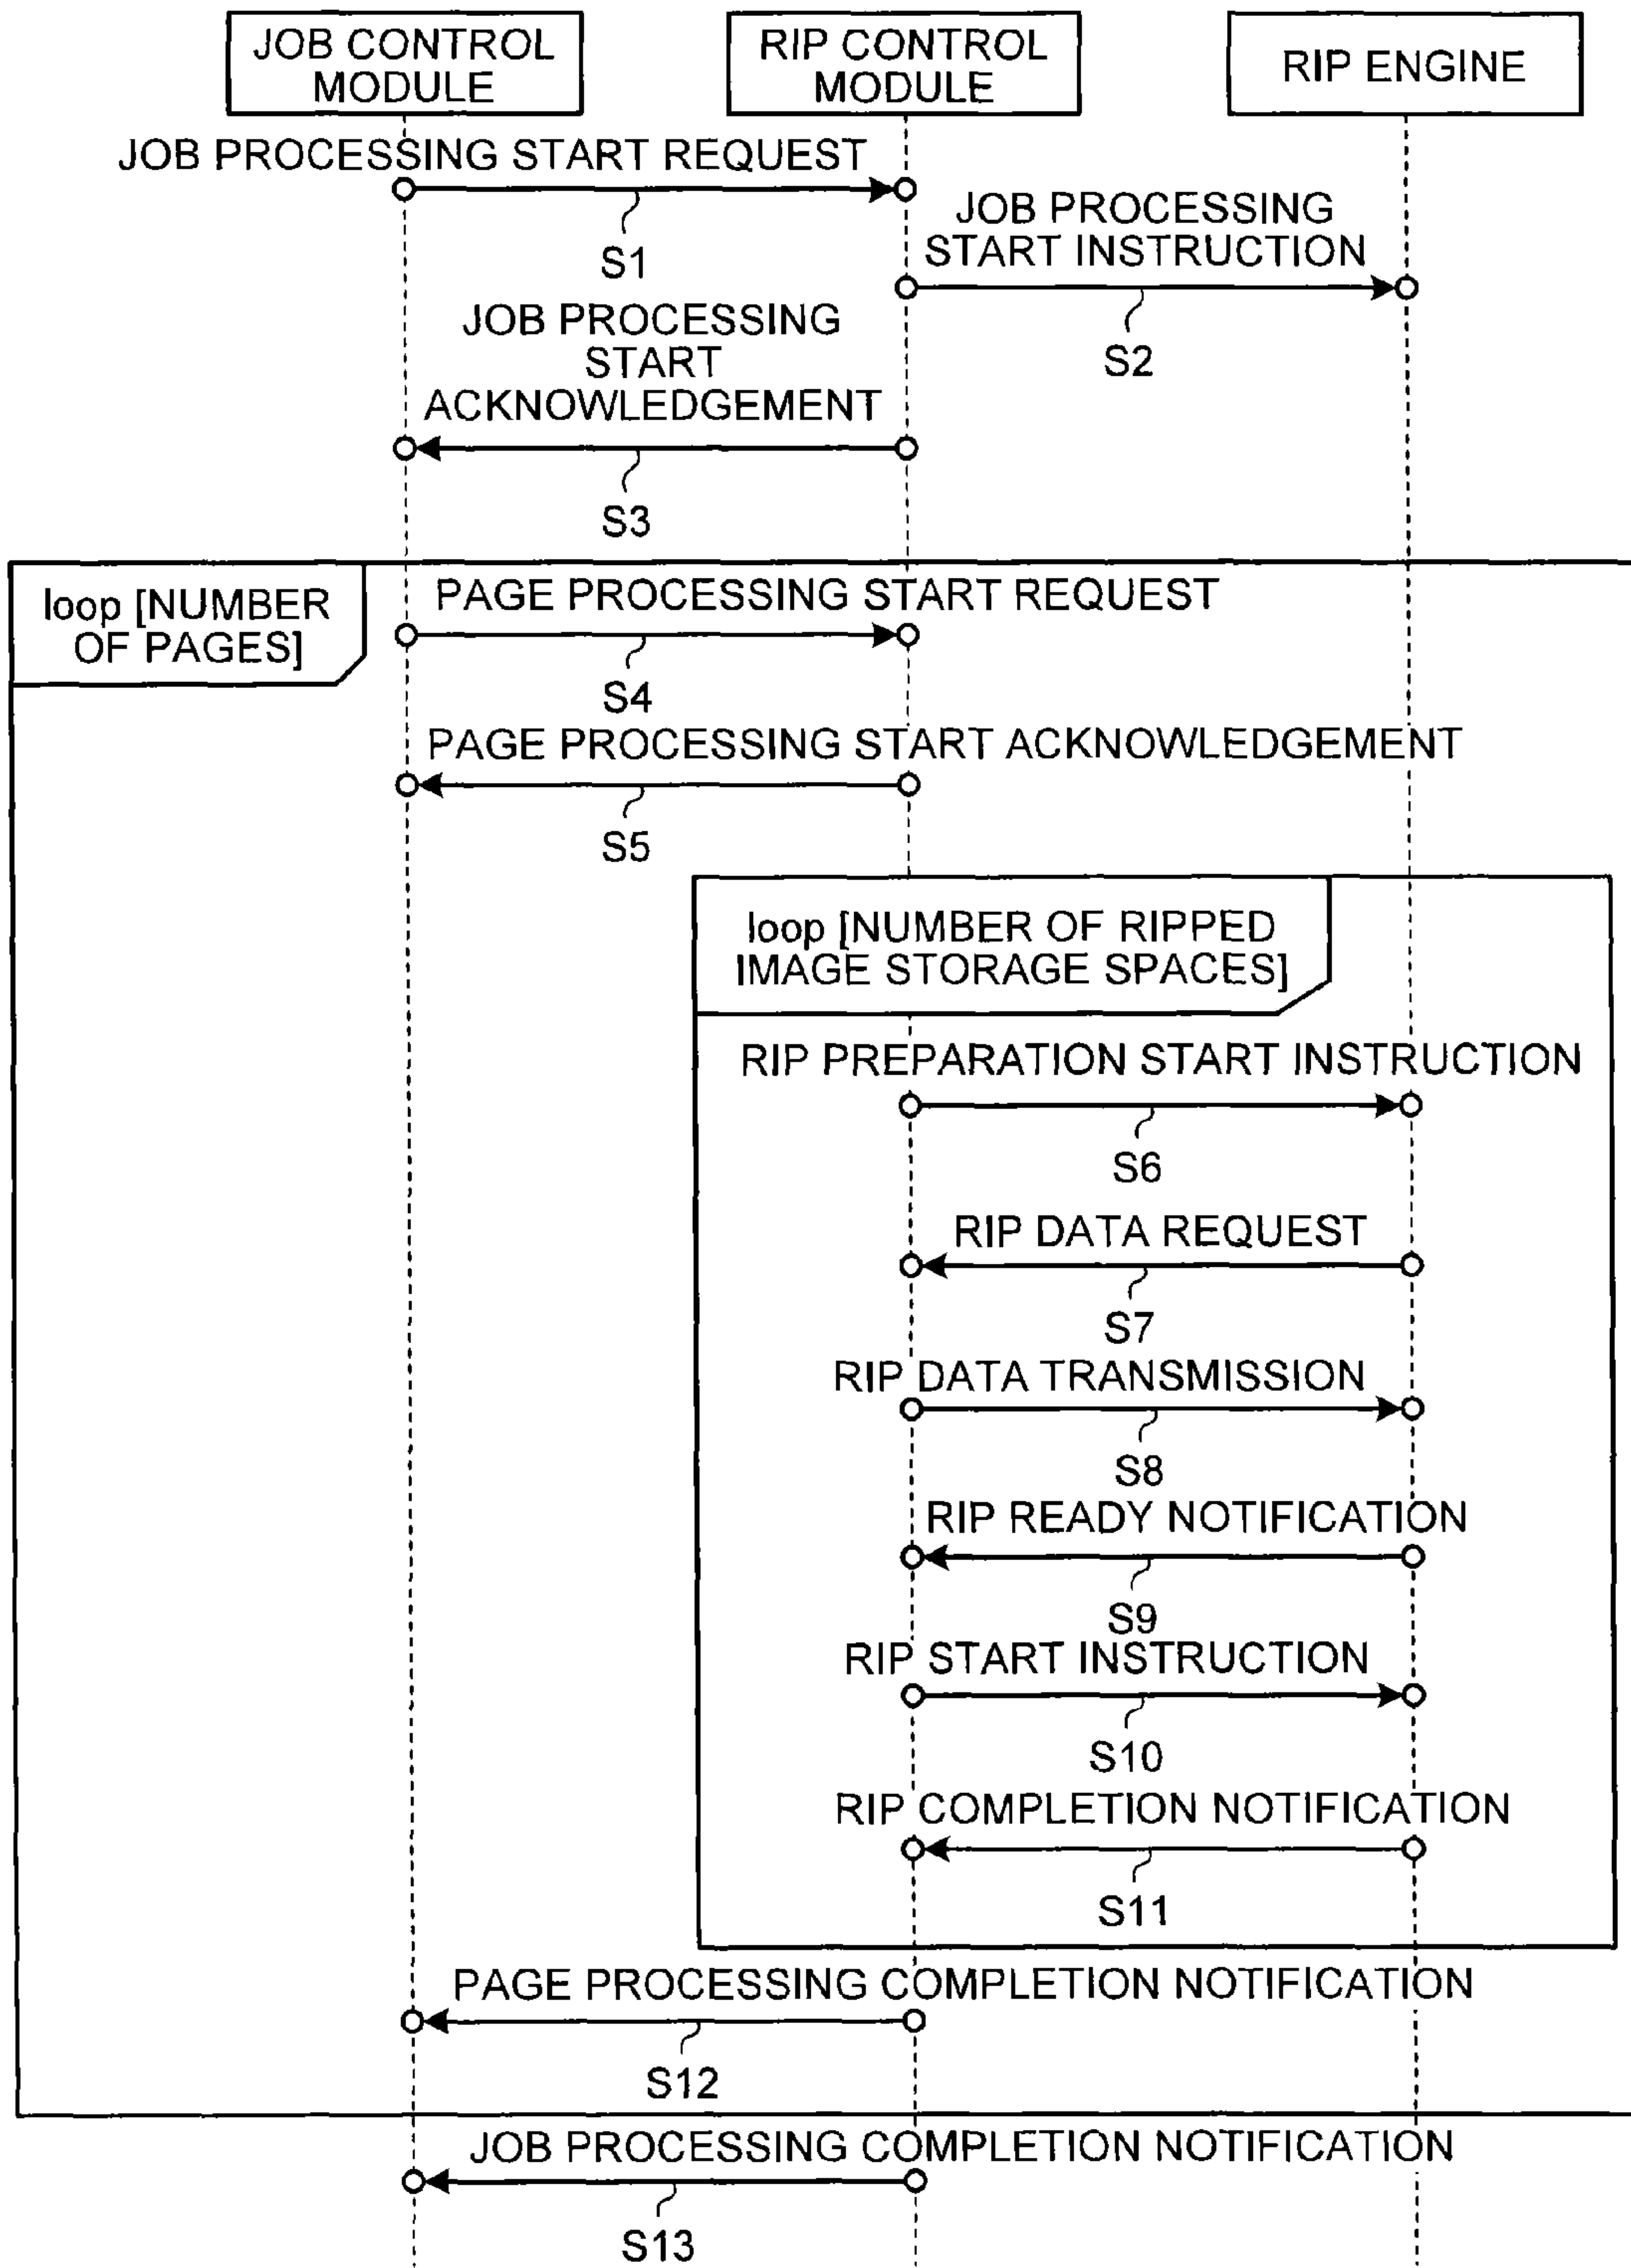 JOB CONTROL
MODULE
RIP CONTROL
MODULE
RIP ENGINE
JOB PROCESSING START REQUEST
S1
JOB PROCESSING
START INSTRUCTION
S2
JOB PROCESSING
START
ACKNOWLEDGEMENT
S3
loop [NUMBER
OF PAGES]
PAGE PROCESSING START REQUEST
S4
PAGE PROCESSING START ACKNOWLEDGEMENT
S5
loop [NUMBER OF RIPPED
IMAGE STORAGE SPACES]
RIP PREPARATION START INSTRUCTION
S6
RIP DATA REQUEST
S7
RIP DATA TRANSMISSION
S8
RIP READY NOTIFICATION
S9
RIP START INSTRUCTION
S10
RIP COMPLETION NOTIFICATION
S11
PAGE PROCESSING COMPLETION NOTIFICATION
S12
JOB PROCESSING COMPLETION NOTIFICATION
S13